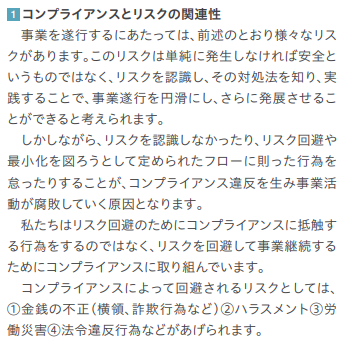 1 コンプライアンスとリスクの関連性
　事業を遂行するにあたっては、前述のとおり様々なリス
クがあります。このリスクは単純に発生しなければ安全と
いうものではなく、リスクを認識し、その対処法を知り、実
践することで、事業遂行を円滑にし、さらに発展させるこ
とができると考えられます。
　しかしながら、リスクを認識しなかったり、リスク回避や
最小化を図ろうとして定められたフローに則った行為を
怠ったりすることが、コンプライアンス違反を生み事業活
動が腐敗していく原因となります。
　私たちはリスク回避のためにコンプライアンスに抵触す
る行為をするのではなく、リスクを回避して事業継続する
ためにコンプライアンスに取り組んでいます。
　コンプライアンスによって回避されるリスクとしては、
①金銭の不正（横領、詐欺行為など）②ハラスメント③労
働災害④法令違反行為などがあげられます。